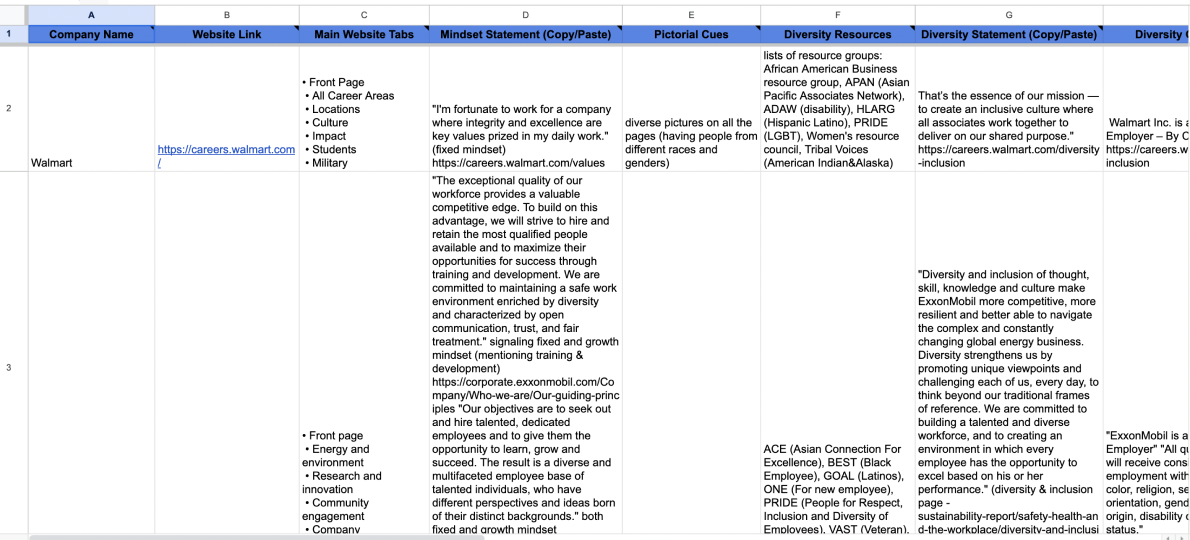 A B C D E F G
1 Company Name Website Link Main Website Tabs Mindset Statement (Copy/Paste) Pictorial Cues Diversity Resources Diversity Statement (Copy/Paste) Diversity
2
Walmart
https://careers.walmart.com
/
• Front Page
• All Career Areas
• Locations
• Culture
• Impact
• Students
• Military
"I'm fortunate to work for a company
where integrity and excellence are
key values prized in my daily work."
(fixed mindset)
https://careers.walmart.com/values
diverse pictures on all the
pages (having people from
different races and
genders)
lists of resource groups:
African American Business
resource group, APAN (Asian
Pacific Associates Network),
ADAW (disability), HLARG
(Hispanic Latino), PRIDE
(LGBT), Women's resource
council, Tribal Voices
(American Indian&Alaska)
That's the essence of our mission —
to create an inclusive culture where
all associates work together to
deliver on our shared purpose."
https://careers.walmart.com/diversity
-inclusion
Walmart Inc. is a
Employer – By C
https://careers.w
inclusion
3
• Front page
• Energy and
environment
• Research and
innovation
• Community
engagement
• Company
"The exceptional quality of our
workforce provides a valuable
competitive edge. To build on this
advantage, we will strive to hire and
retain the most qualified people
available and to maximize their
opportunities for success through
training and development. We are
committed to maintaining a safe work
environment enriched by diversity
and characterized by open
communication, trust, and fair
treatment." signaling fixed and growth
mindset (mentioning training &
development)
https://corporate.exxonmobil.com/Co
mpany/Who-we-are/Our-guiding-princ
iples "Our objectives are to seek out
and hire talented, dedicated
employees and to give them the
opportunity to learn, grow and
succeed. The result is a diverse and
multifaceted employee base of
talented individuals, who have
different perspectives and ideas born
of their distinct backgrounds." both
fixed and growth mindset
ACE (Asian Connection For
Excellence), BEST (Black
Employee), GOAL (Latinos),
ONE (For new employee),
PRIDE (People for Respect,
Inclusion and Diversity of
Employees), VAST (Veteran),
"Diversity and inclusion of thought,
skill, knowledge and culture make
ExxonMobil more competitive, more
resilient and better able to navigate
the complex and constantly
changing global energy business.
Diversity strengthens us by
promoting unique viewpoints and
challenging each of us, every day, to
think beyond our traditional frames
of reference. We are committed to
building a talented and diverse
workforce, and to creating an
environment in which every
employee has the opportunity to
excel based on his or her
performance." (diversity & inclusion
page -
sustainability-report/safety-health-an
d-the-workplace/diversity-and-inclusi
"ExxonMobil is a
Employer" "All qu
will receive consi
employment with
color, religion, se
orientation, gend
origin, disability o
status."